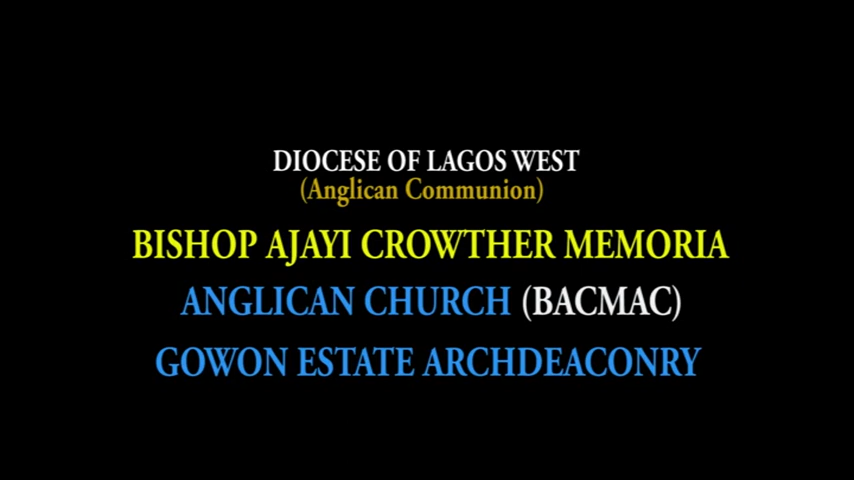 DIOCESE OF LAGOS WEST
(Anglican Communion)
BISHOP AJAYI CROWTHER MEMORIA
ANGLICAN CHURCH (BACMAC)
GOWON ESTATE ARCHDEACONRY